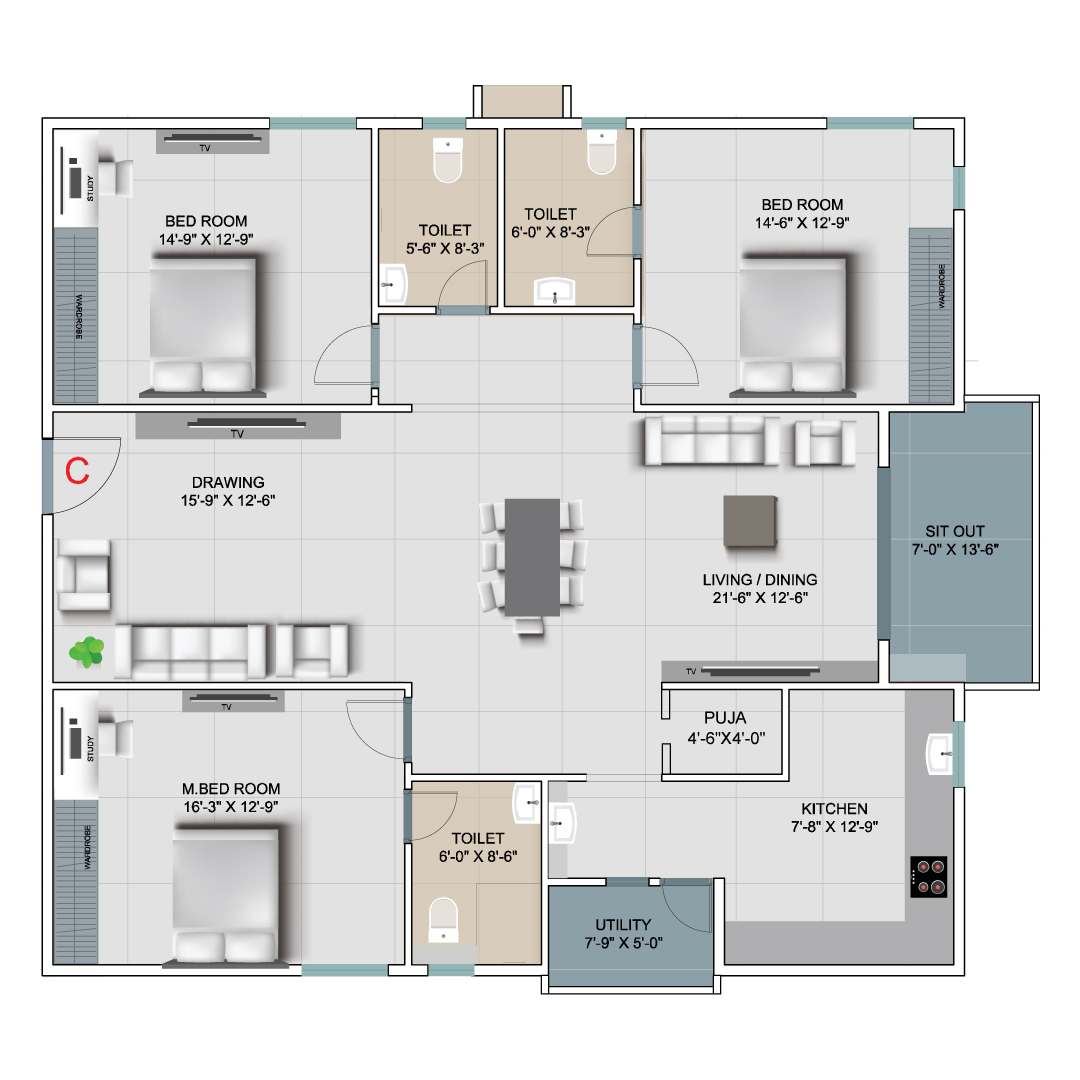 TV
STUDY
BED ROOM
14'-9" X 12'-9"
WARDROBE
TOILET
5'-6" X 8'-3"
TOILET
6'-0" X 8'-3"
BED ROOM
14'-6" X 12'-9"
WARDROBE
TV
C
DRAWING
15'-9" X 12'-6"
LIVING / DINING
21'-6" X 12'-6"
SIT OUT
7'-0" X 13'-6"
TV
TV
STUDY
M.BED ROOM
16'-3" X 12'-9"
WARDROBE
PUJA
4'-6"X4'-0"
TOILET
6'-0" X 8'-6"
KITCHEN
7'-8" X 12'-9"
UTILITY
7'-9" X 5'-0"